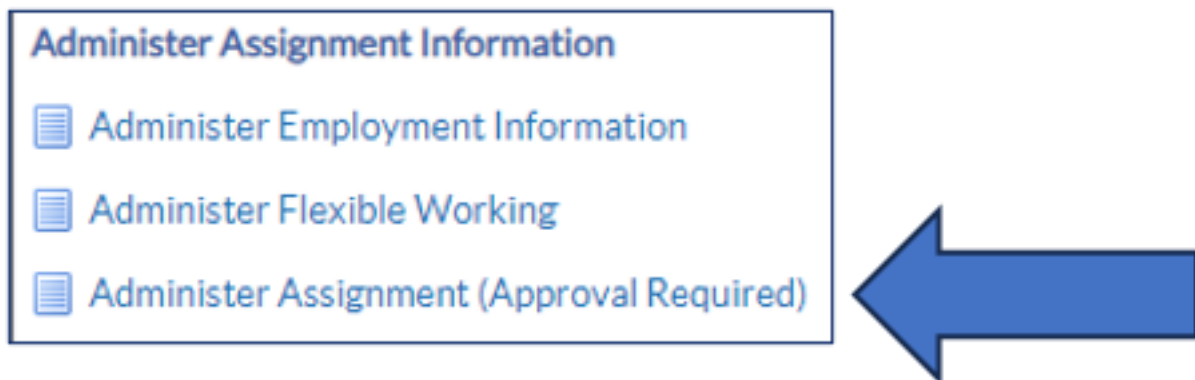 Administer Assignment Information
Administer Employment Information
Administer Flexible Working
Administer Assignment (Approval Required)